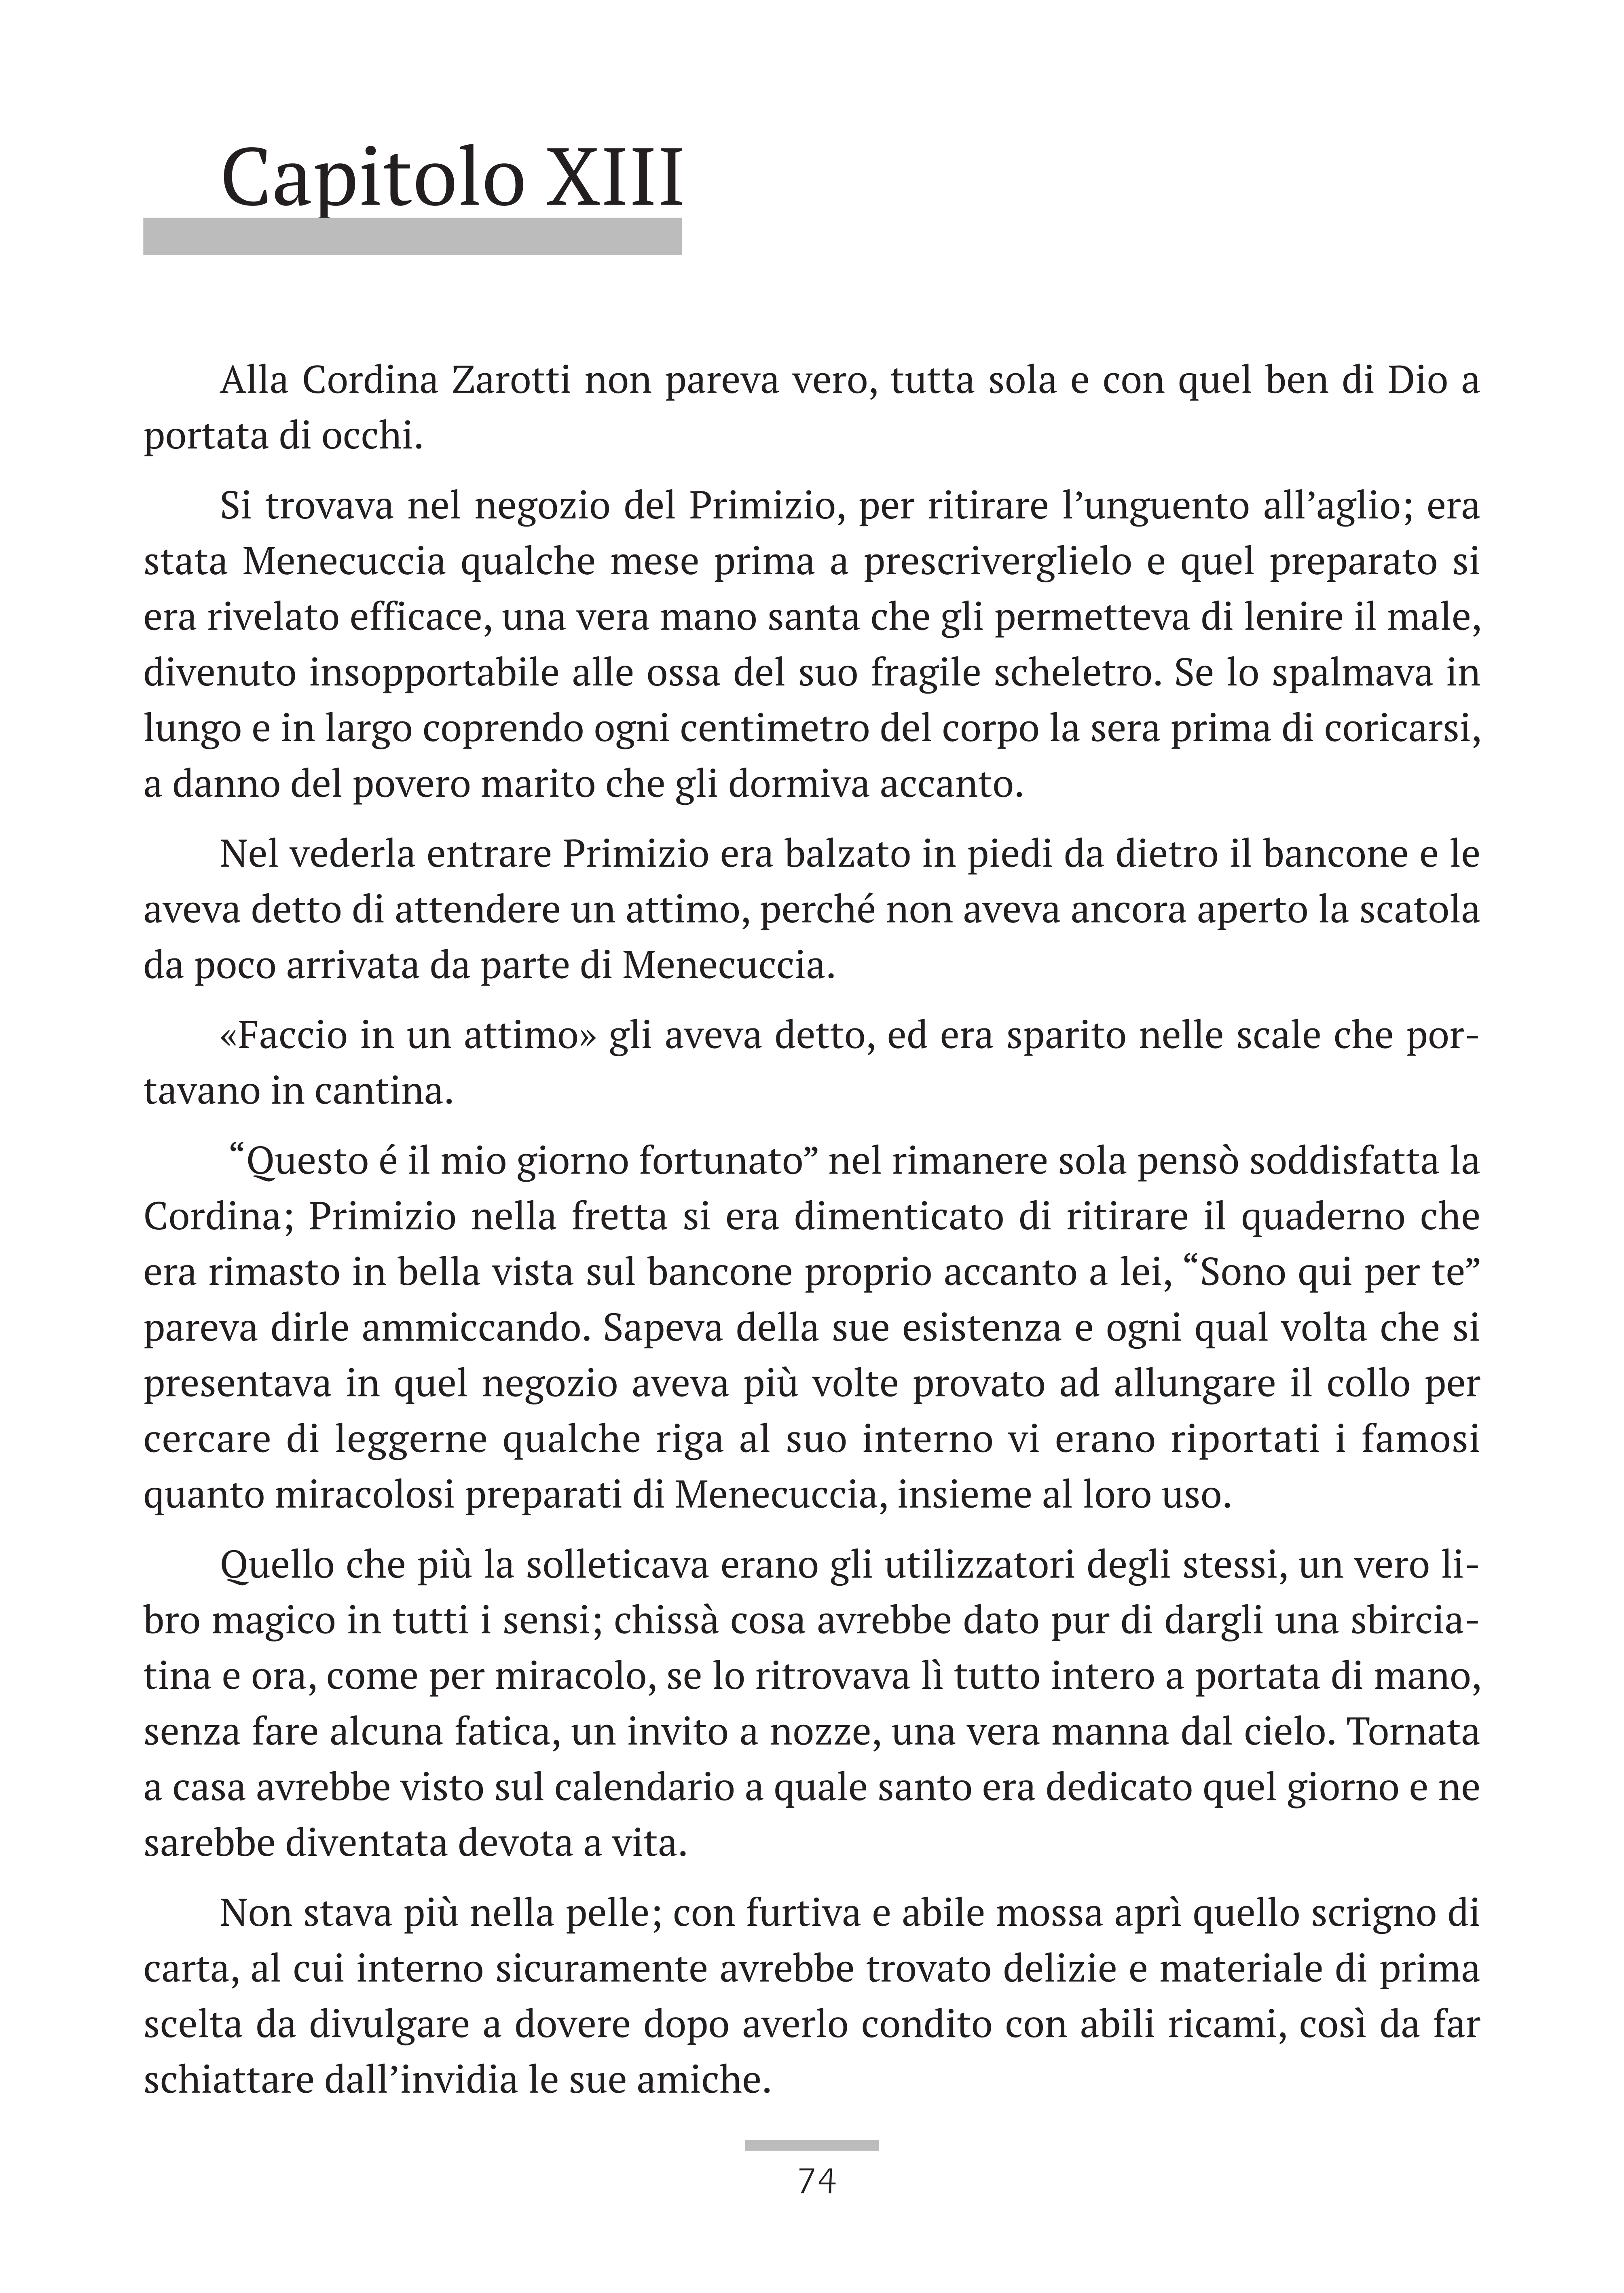 Capitolo XIII
Alla Cordina Zarotti non pareva vero, tutta sola e con quel ben di Dio a
portata di occhi.
Si trovava nel negozio del Primizio, per ritirare l’unguento all’aglio; era
stata Menecuccia qualche mese prima a prescriverglielo e quel preparato si
era rivelato efficace, una vera mano santa che gli permetteva di lenire il male,
divenuto insopportabile alle ossa del suo fragile scheletro. Se lo spalmava in
lungo e in largo coprendo ogni centimetro del corpo la sera prima di coricarsi,
a danno del povero marito che gli dormiva accanto.
Nel vederla entrare Primizio era balzato in piedi da dietro il bancone e le
aveva detto di attendere un attimo, perché non aveva ancora aperto la scatola
da poco arrivata da parte di Menecuccia.
«Faccio in un attimo» gli aveva detto, ed era sparito nelle scale che por-
tavano in cantina.
“Questo é il mio giorno fortunato” nel rimanere sola pensò soddisfatta la
Cordina; Primizio nella fretta si era dimenticato di ritirare il quaderno che
era rimasto in bella vista sul bancone proprio accanto a lei, “Sono qui per te”
pareva dirle ammiccando. Sapeva della sue esistenza e ogni qual volta che si
presentava in quel negozio aveva più volte provato ad allungare il collo per
cercare di leggerne qualche riga al suo interno vi erano riportati i famosi
quanto miracolosi preparati di Menecuccia, insieme al loro uso.
Quello che più la solleticava erano gli utilizzatori degli stessi, un vero li-
bro magico in tutti i sensi; chissà cosa avrebbe dato pur di dargli una sbircia-
tina e ora, come per miracolo, se lo ritrovava lì tutto intero a portata di mano,
senza fare alcuna fatica, un invito a nozze, una vera manna dal cielo. Tornata
a casa avrebbe visto sul calendario a quale santo era dedicato quel giorno e ne
sarebbe diventata devota a vita.
Non stava più nella pelle; con furtiva e abile mossa aprì quello scrigno di
carta, al cui interno sicuramente avrebbe trovato delizie e materiale di prima
scelta da divulgare a dovere dopo averlo condito con abili ricami, così da far
schiattare dall’invidia le sue amiche.
74